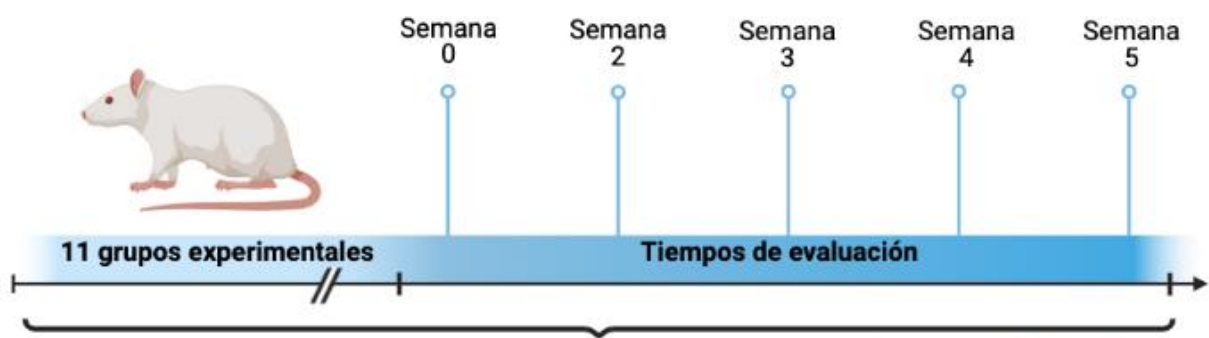 Semana
0
Semana
2
Semana
3
Semana
4
Semana
5
11 grupos experimentales
Tiempos de evaluación